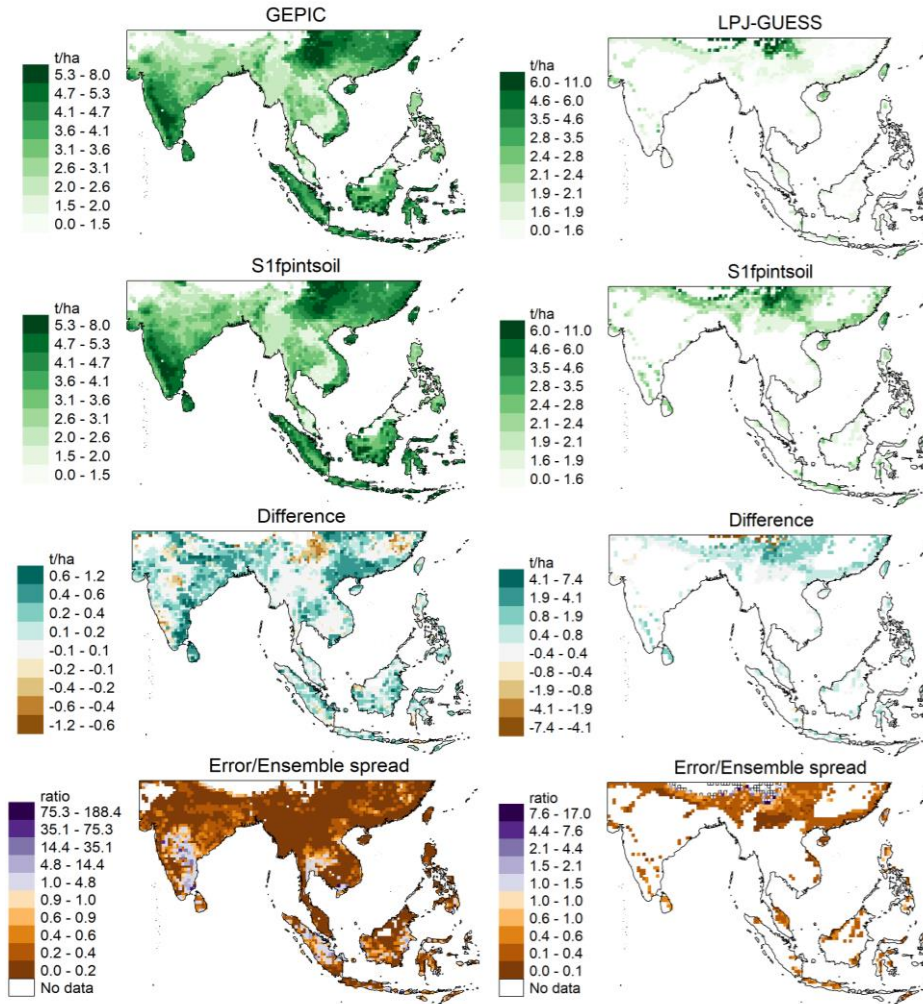 GEPIC
t/ha
5.3 - 8.0
4.7 - 5.3
4.1 - 4.7
3.6 - 4.1
3.1 - 3.6
2.6 - 3.1
2.0 - 2.6
1.5 - 2.0
0.0 - 1.5
LPJ-GUESS
t/ha
6.0 - 11.0
4.6 - 6.0
3.5 - 4.6
2.8 - 3.5
2.4 - 2.8
2.1 - 2.4
1.9 - 2.1
1.6 - 1.9
0.0 - 1.6
S1fpintsoil
t/ha
5.3 - 8.0
4.7 - 5.3
4.1 - 4.7
3.6 - 4.1
3.1 - 3.6
2.6 - 3.1
2.0 - 2.6
1.5 - 2.0
0.0 - 1.5
S1fpintsoil
t/ha
6.0 - 11.0
4.6 - 6.0
3.5 - 4.6
2.8 - 3.5
2.4 - 2.8
2.1 - 2.4
1.9 - 2.1
1.6 - 1.9
0.0 - 1.6
Difference
t/ha
0.6 - 1.2
0.4 - 0.6
0.2 - 0.4
0.1 - 0.2
-0.1 - 0.1
-0.2 - -0.1
-0.4 - -0.2
-0.6 - -0.4
-1.2 - -0.6
Difference
t/ha
4.1 - 7.4
1.9 - 4.1
0.8 - 1.9
0.4 - 0.8
-0.4 - 0.4
-0.8 - -0.4
-1.9 - -0.8
-4.1 - -1.9
-7.4 - -4.1
Error/Ensemble spread
ratio
75.3 - 188.4
35.1 - 75.3
14.4 - 35.1
4.8 - 14.4
1.0 - 4.8
0.9 - 1.0
0.6 - 0.9
0.4 - 0.6
0.2 - 0.4
0.0 - 0.2
No data
Error/Ensemble spread
ratio
7.6 - 17.0
4.4 - 7.6
2.1 - 4.4
1.5 - 2.1
1.0 - 1.5
0.6 - 1.0
0.4 - 0.6
0.2 - 0.4
0.1 - 0.2
0.0 - 0.1
No data